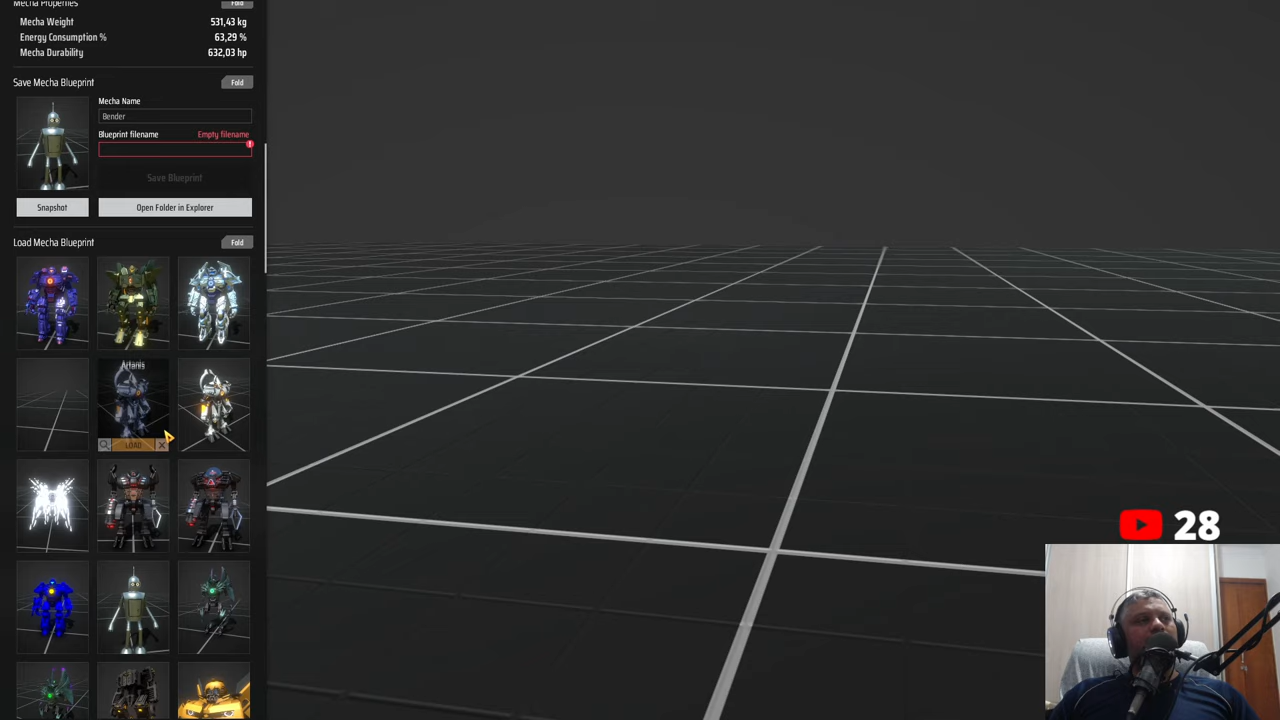 Mecha Properties Fold
Mecha Weight 531,43 kg
Energy Consumption % 63,29 %
Mecha Durability 632,03 hp
Save Mecha Blueprint Fold
Mecha Name
Bender
Blueprint filename Empty filename
!
Save Blueprint
Snapshot Open Folder in Explorer
Load Mecha Blueprint Fold
Artanis
LOAD
28